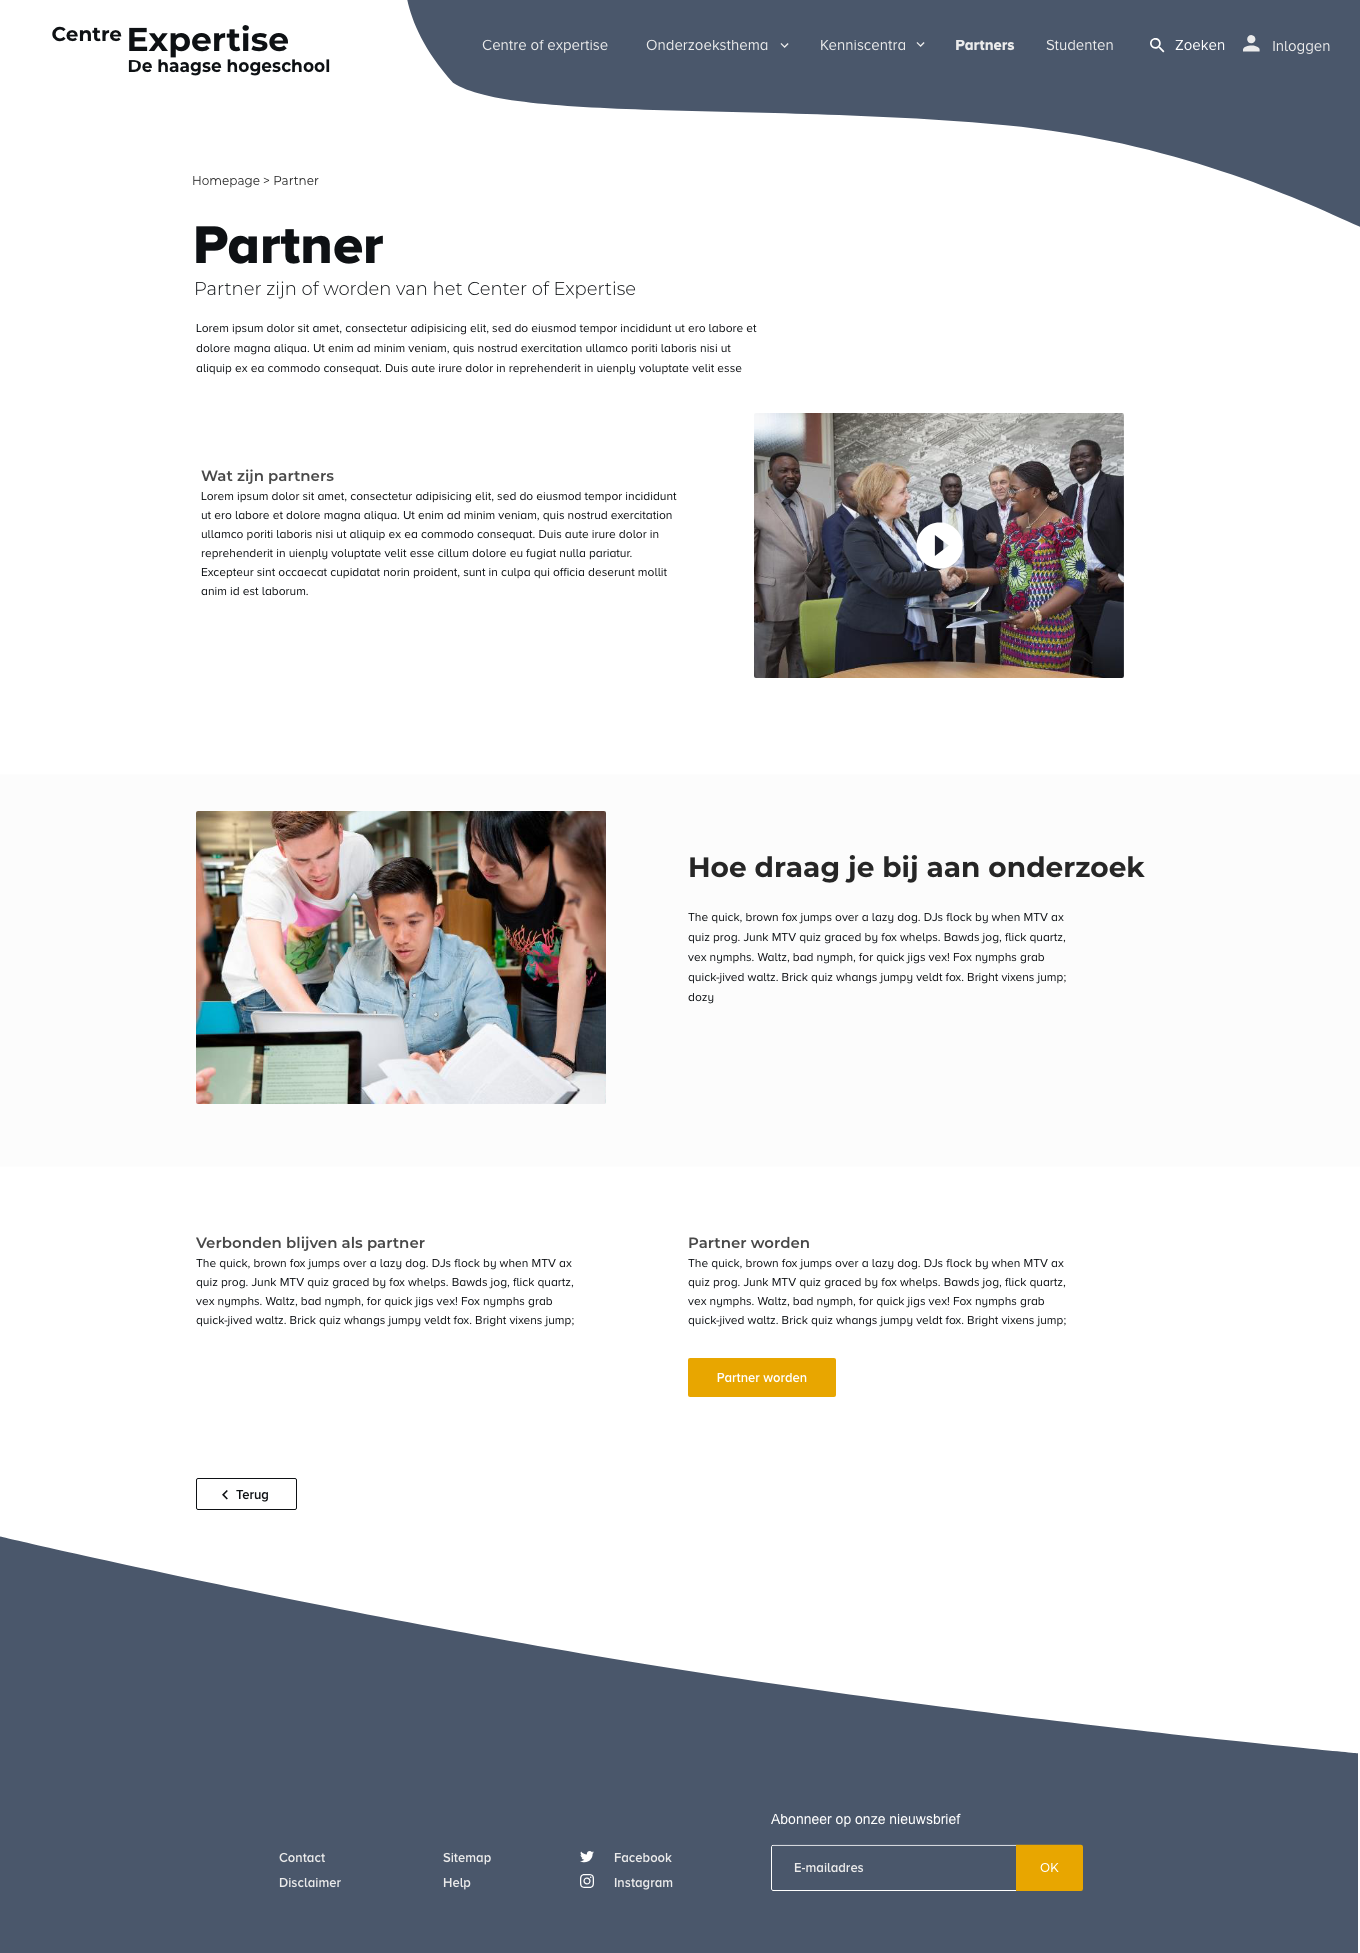 Centre Expertise
De haagse hogeschool
Centre of expertise Onderzoeksthema Kenniscentra Partners Studenten Zoeken Inloggen
Homepage > Partner
Partner
Partner zijn of worden van het Center of Expertise
Lorem ipsum dolor sit amet, consectetur adipisicing elit, sed do eiusmod tempor incididunt ut ero labore et
dolore magna aliqua. Ut enim ad minim veniam, quis nostrud exercitation ullamco poriti laboris nisi ut
aliquip ex ea commodo consequat. Duis aute irure dolor in reprehenderit in uienply voluptate velit esse
Wat zijn partners
Lorem ipsum dolor sit amet, consectetur adipisicing elit, sed do eiusmod tempor incididunt
ut ero labore et dolore magna aliqua. Ut enim ad minim veniam, quis nostrud exercitation
ullamco poriti laboris nisi ut aliquip ex ea commodo consequat. Duis aute irure dolor in
reprehenderit in uienply voluptate velit esse cillum dolore eu fugiat nulla pariatur.
Excepteur sint occaecat cupidatat norin proident, sunt in culpa qui officia deserunt mollit
anim id est laborum.
Hoe draag je bij aan onderzoek
The quick, brown fox jumps over a lazy dog. DJs flock by when MTV ax
quiz prog. Junk MTV quiz graced by fox whelps. Bawds jog, flick quartz,
vex nymphs. Waltz, bad nymph, for quick jigs vex! Fox nymphs grab
quick-jived waltz. Brick quiz whangs jumpy veldt fox. Bright vixens jump;
dozy
Verbonden blijven als partner
The quick, brown fox jumps over a lazy dog. DJs flock by when MTV ax
quiz prog. Junk MTV quiz graced by fox whelps. Bawds jog, flick quartz,
vex nymphs. Waltz, bad nymph, for quick jigs vex! Fox nymphs grab
quick-jived waltz. Brick quiz whangs jumpy veldt fox. Bright vixens jump;
Partner worden
The quick, brown fox jumps over a lazy dog. DJs flock by when MTV ax
quiz prog. Junk MTV quiz graced by fox whelps. Bawds jog, flick quartz,
vex nymphs. Waltz, bad nymph, for quick jigs vex! Fox nymphs grab
quick-jived waltz. Brick quiz whangs jumpy veldt fox. Bright vixens jump;
Partner worden
Terug
Contact
Disclaimer
Sitemap
Help
Facebook
Instagram
Abonneer op onze nieuwsbrief
E-mailadres OK